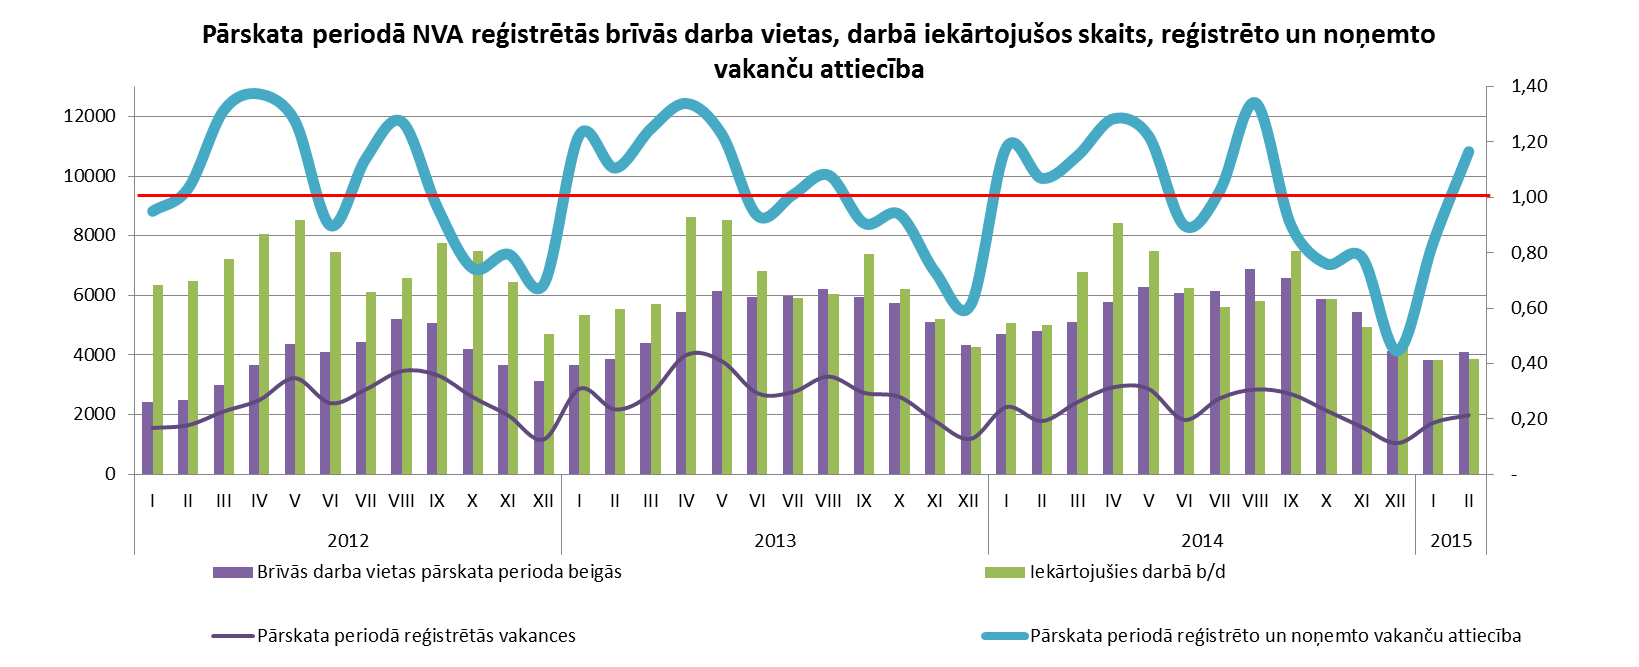 Pārskata periodā NVA reģistrētās brīvās darba vietas, darbā iekārtojušos skaits, reģistrēto un noņemto
vakanču attiecība
12000
10000
8000
6000
4000
2000
0
1,40
1,20
1,00
0,80
0,60
0,40
0,20
-
I II III IV V VI VII VIII IX X XI XII I II III IV V VI VII VIII IX X XI XII I II III IV V VI VII VIII IX X XI XII I II
2012 2013 2014 2015
Brīvās darba vietas pārskata perioda beigās
Iekārtojušies darbā b/d
Pārskata periodā reģistrētās vakances
Pārskata periodā reģistrēto un noņemto vakanču attiecība